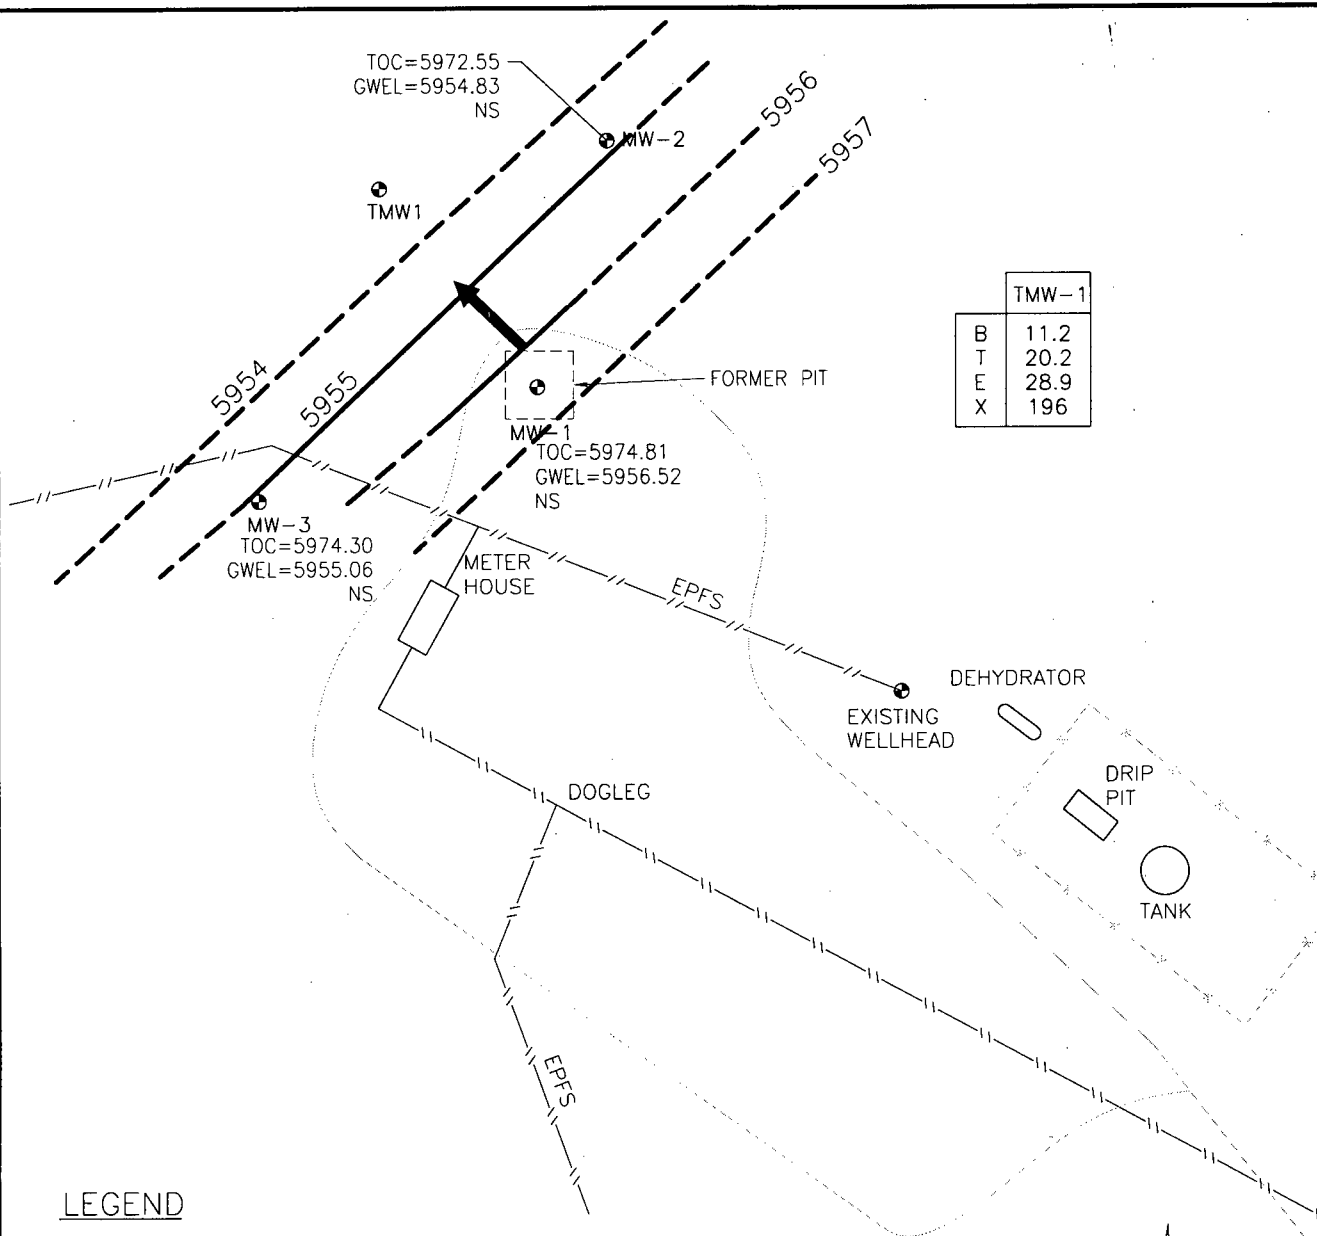 TOC=5972.55
GWEL=5954.83
NS
MW-2
5956
5957
TMW1
TMW-1
B 11.2
T 20.2
E 28.9
X 196
5954
5955
FORMER PIT
MW-1
TOC=5974.81
GWEL=5956.52
NS
MW-3
TOC=5974.30
GWEL=5955.06
NS
METER
HOUSE
EPFS
EXISTING
WELLHEAD
DEHYDRATOR
DRIP
PIT
TANK
DOGLEG
EPFS
LEGEND